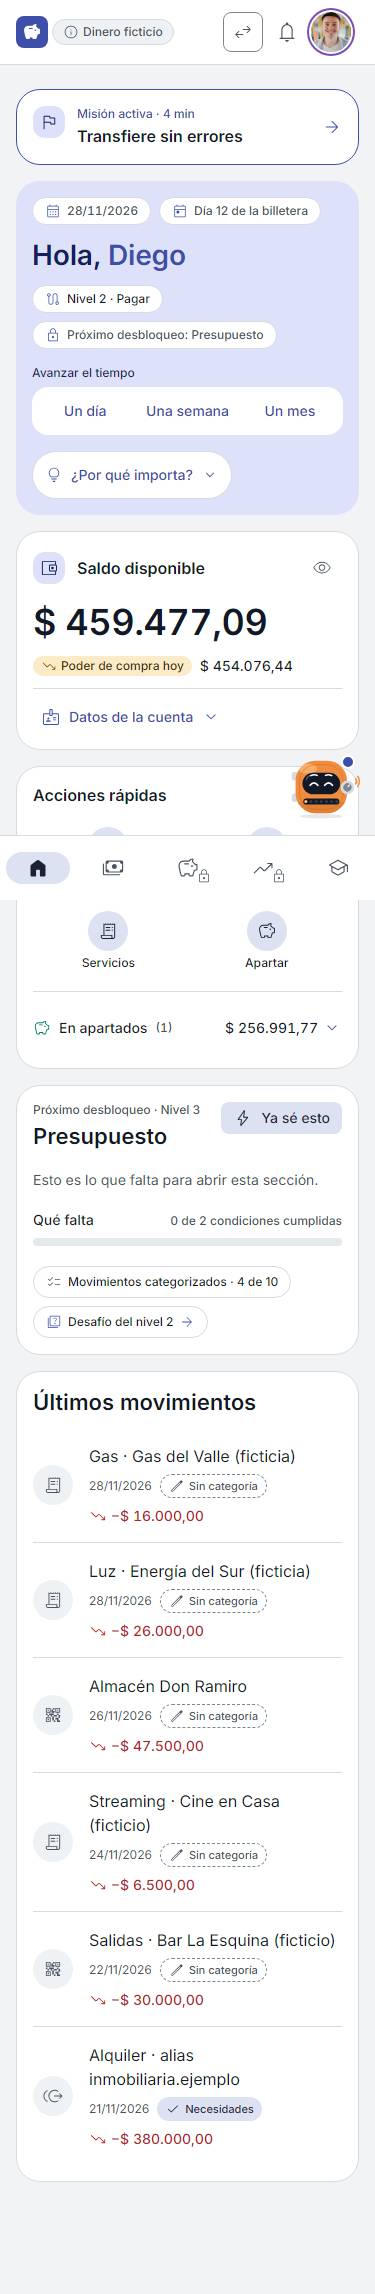 Dinero ficticio
Misión activa · 4 min
Transfiere sin errores
28/11/2026
Día 12 de la billetera
Hola, Diego
Nivel 2 · Pagar
Próximo desbloqueo: Presupuesto
Avanzar el tiempo
Un día
Una semana
Un mes
¿Por qué importa?
Saldo disponible
$ 459.477,09
Poder de compra hoy
$ 454.076,44
Datos de la cuenta
Acciones rápidas
Servicios
Apartar
En apartados (1)
$ 256.991,77
Próximo desbloqueo · Nivel 3
Presupuesto
Ya sé esto
Esto es lo que falta para abrir esta sección.
Qué falta
0 de 2 condiciones cumplidas
Movimientos categorizados · 4 de 10
Desafío del nivel 2
Últimos movimientos
Gas · Gas del Valle (ficticia)
28/11/2026
Sin categoría
−$ 16.000,00
Luz · Energía del Sur (ficticia)
28/11/2026
Sin categoría
−$ 26.000,00
Almacén Don Ramiro
26/11/2026
Sin categoría
−$ 47.500,00
Streaming · Cine en Casa
(ficticio)
24/11/2026
Sin categoría
−$ 6.500,00
Salidas · Bar La Esquina (ficticio)
22/11/2026
Sin categoría
−$ 30.000,00
Alquiler · alias
inmobiliaria.ejemplo
21/11/2026
Necesidades
−$ 380.000,00